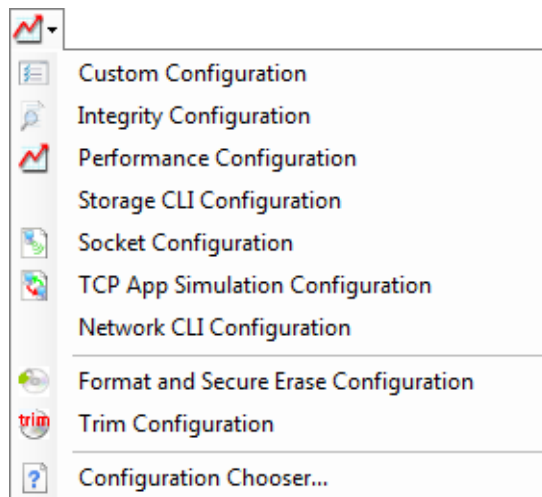 Custom Configuration
Integrity Configuration
Performance Configuration
Storage CLI Configuration
Socket Configuration
TCP App Simulation Configuration
Network CLI Configuration
Format and Secure Erase Configuration
trim Trim Configuration
? Configuration Chooser...